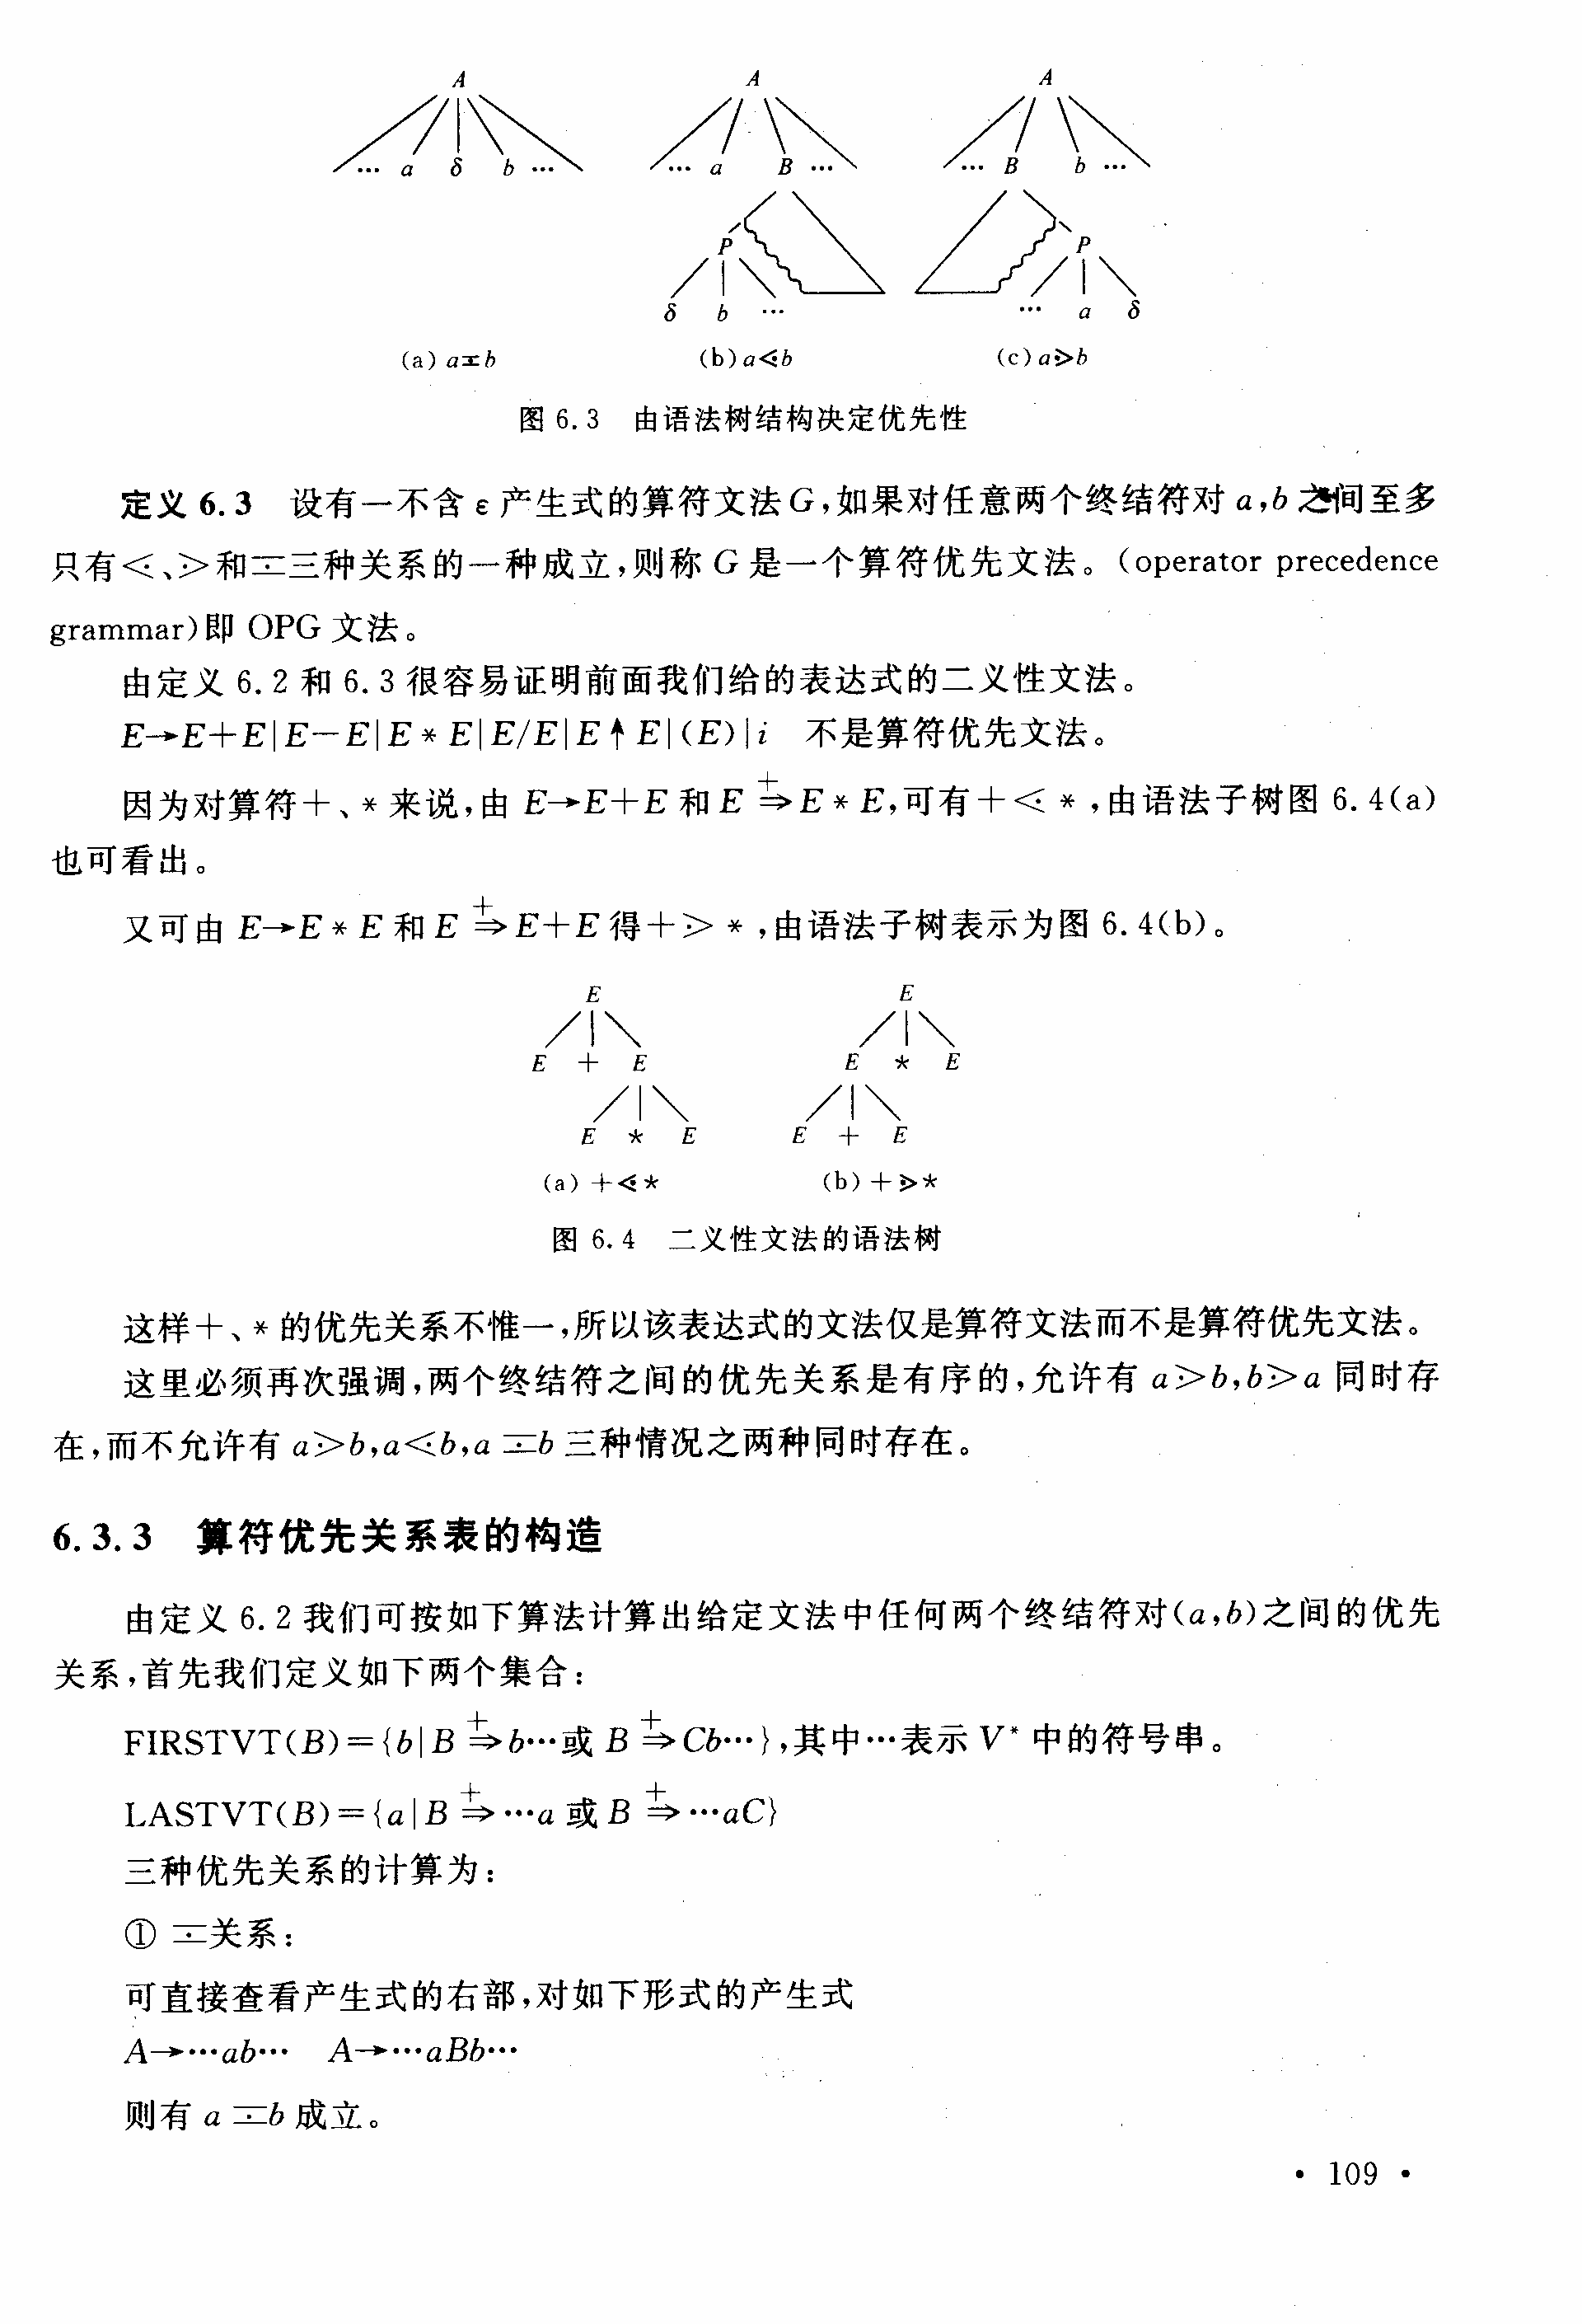 A A A
… a δ b … … a B … … B b …
P P
δ b … … a δ
(a) a⩱b (b) a⋖b (c) a⋗b
图 6.3 由语法树结构决定优先性
定义 6.3 设有一不含 ε 产生式的算符文法 G,如果对任意两个终结符对 a,b 之间至多
只有⋖、⋗和≖三种关系的一种成立,则称 G 是一个算符优先文法。(operator precedence
grammar)即 OPG 文法。
由定义 6.2 和 6.3 很容易证明前面我们给的表达式的二义性文法。
E→E+E|E-E|E*E|E/E|E↑E|(E)|i 不是算符优先文法。
因为对算符+、*来说,由 E→E+E 和 E ⇒+ E*E,可有+⋖*,由语法子树图 6.4(a)
也可看出。
又可由 E→E*E 和 E ⇒+ E+E 得+⋗*,由语法子树表示为图 6.4(b)。
E E
E + E E * E
E * E E + E
(a) +⋖* (b) +⋗*
图 6.4 二义性文法的语法树
这样+、*的优先关系不惟一,所以该表达式的文法仅是算符文法而不是算符优先文法。
这里必须再次强调,两个终结符之间的优先关系是有序的,允许有 a⋗b,b⋗a 同时存
在,而不允许有 a⋗b,a⋖b,a≖b 三种情况之两种同时存在。
6.3.3 算符优先关系表的构造
由定义 6.2 我们可按如下算法计算出给定文法中任何两个终结符对(a,b)之间的优先
关系,首先我们定义如下两个集合:
FIRSTVT(B)={b|B ⇒+ b…或 B ⇒+ Cb…},其中…表示 V* 中的符号串。
LASTVT(B)={a|B ⇒+ …a 或 B ⇒+ …aC}
三种优先关系的计算为:
① ≖关系:
可直接查看产生式的右部,对如下形式的产生式
A→…ab… A→…aBb…
则有 a≖b 成立。
· 109 ·